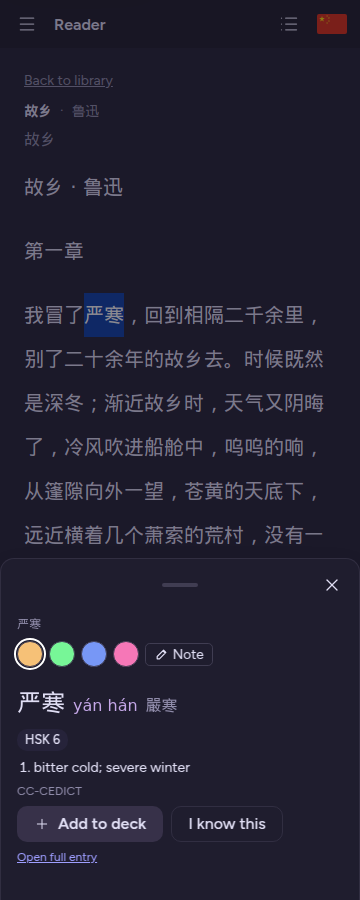 Reader
Back to library
故乡 · 鲁迅
故乡
故乡 · 鲁迅
第一章
我冒了严寒，回到相隔二千余里，
别了二十余年的故乡去。时候既然
是深冬；渐近故乡时，天气又阴晦
了，冷风吹进船舱中，呜呜的响，
从篷隙向外一望，苍黄的天底下，
远近横着几个萧索的荒村，没有一
严寒
Note
严寒 yán hán 嚴寒
HSK 6
1. bitter cold; severe winter
CC-CEDICT
+ Add to deck
I know this
Open full entry